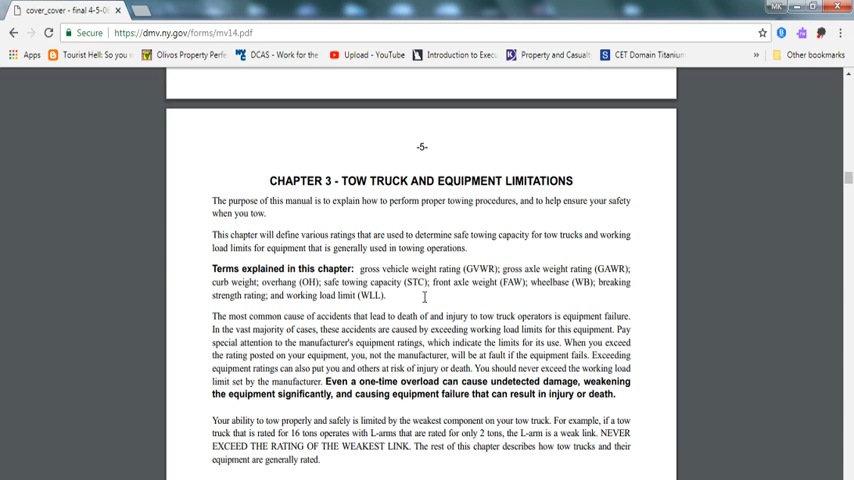 cover_cover - final 4-5-06
MK
Secure
https://dmv.ny.gov/forms/mv14.pdf
Apps
Tourist Hell: So you w
Olivos Property Perfe
DCAS - Work for the
Upload - YouTube
Introduction to Exec
Property and Casualt
CET Domain Titanium
»
Other bookmarks
-5-
CHAPTER 3 - TOW TRUCK AND EQUIPMENT LIMITATIONS
The purpose of this manual is to explain how to perform proper towing procedures, and to help ensure your safety
when you tow.
This chapter will define various ratings that are used to determine safe towing capacity for tow trucks and working
load limits for equipment that is generally used in towing operations.
Terms explained in this chapter: gross vehicle weight rating (GVWR); gross axle weight rating (GAWR);
curb weight; overhang (OH); safe towing capacity (STC); front axle weight (FAW); wheelbase (WB); breaking
strength rating; and working load limit (WLL).
The most common cause of accidents that lead to death of and injury to tow truck operators is equipment failure.
In the vast majority of cases, these accidents are caused by exceeding working load limits for this equipment. Pay
special attention to the manufacturer's equipment ratings, which indicate the limits for its use. When you exceed
the rating posted on your equipment, you, not the manufacturer, will be at fault if the equipment fails. Exceeding
equipment ratings can also put you and others at risk of injury or death. You should never exceed the working load
limit set by the manufacturer. Even a one-time overload can cause undetected damage, weakening
the equipment significantly, and causing equipment failure that can result in injury or death.
Your ability to tow properly and safely is limited by the weakest component on your tow truck. For example, if a tow
truck that is rated for 16 tons operates with L-arms that are rated for only 2 tons, the L-arm is a weak link. NEVER
EXCEED THE RATING OF THE WEAKEST LINK. The rest of this chapter describes how tow trucks and their
equipment are generally rated.